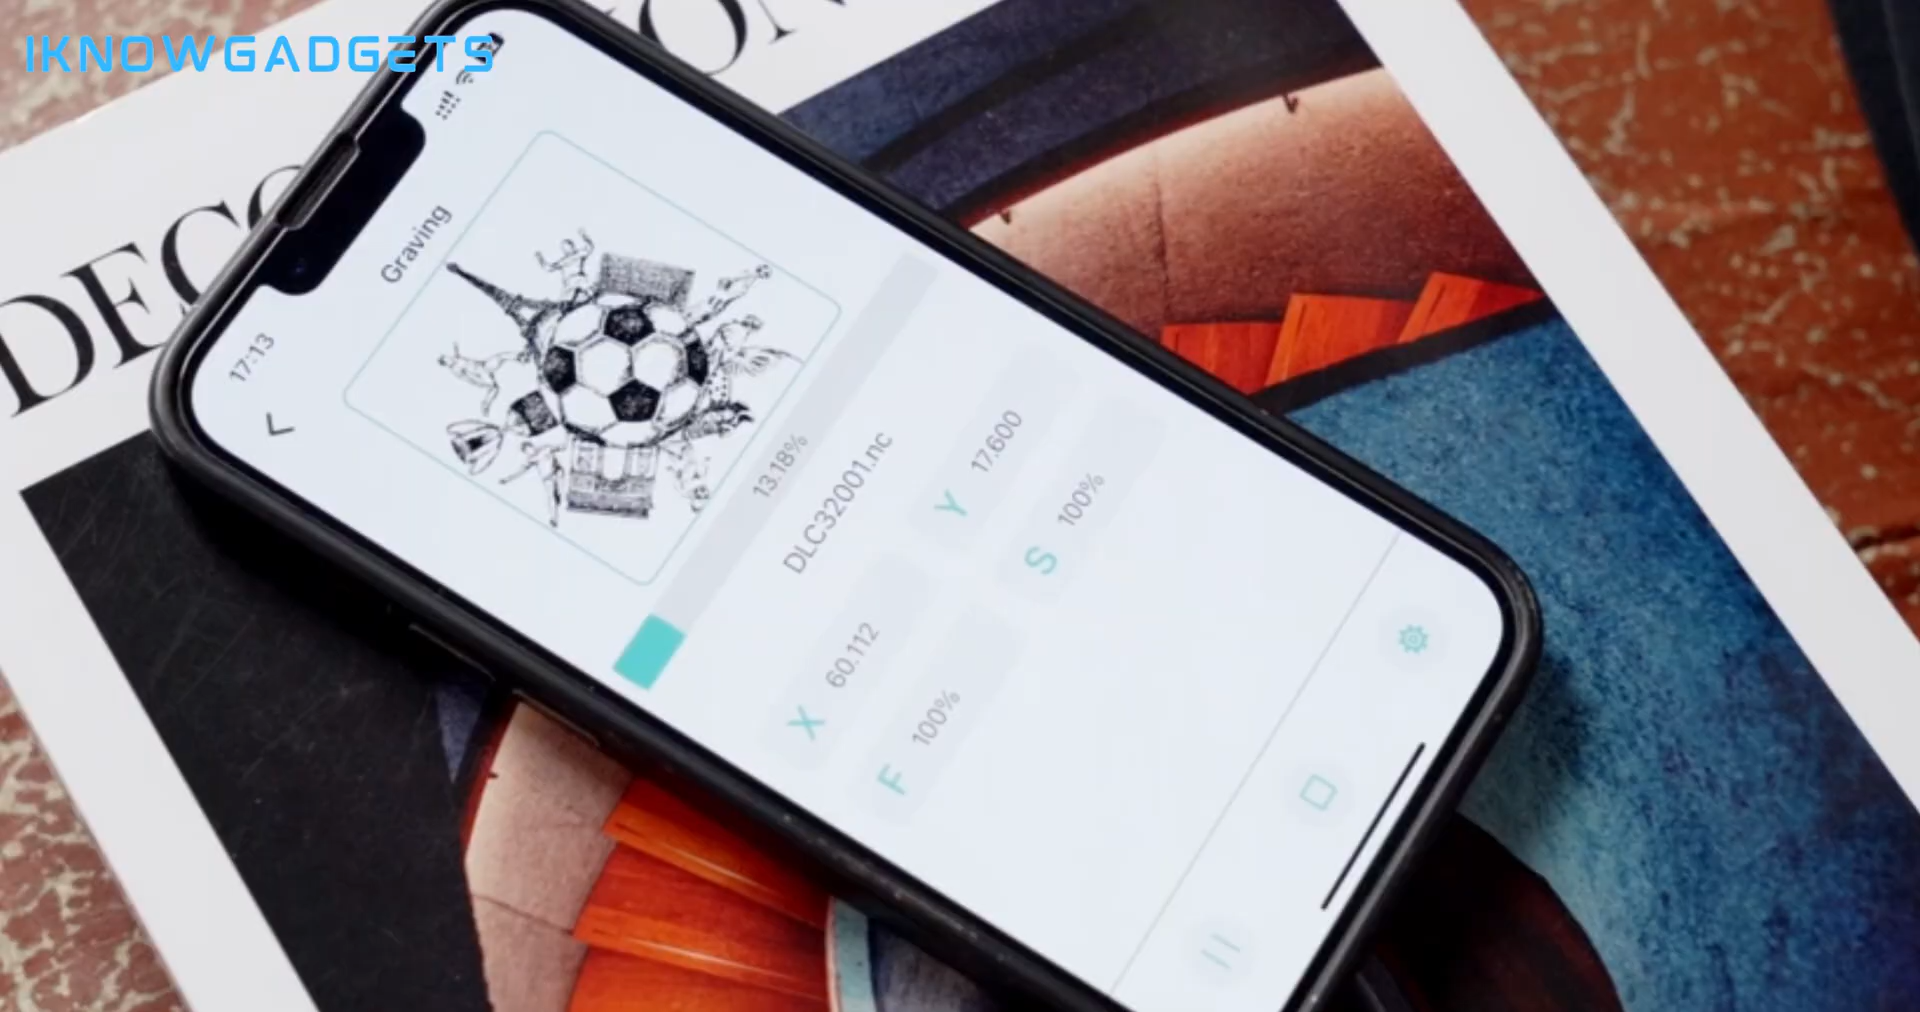 IKNOWGADGETS
17:13
Graving
13.18%
DLC32001.nc
X 60.112
Y 17.600
F 100%
S 100%